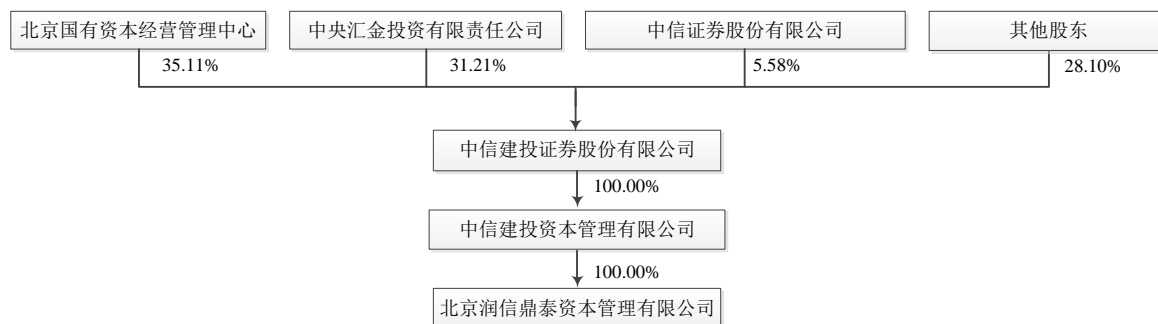 北京国有资本经营管理中心
中央汇金投资有限责任公司
中信证券股份有限公司
其他股东
35.11%
31.21%
5.58%
28.10%
中信建投证券股份有限公司
100.00%
中信建投资本管理有限公司
100.00%
北京润信鼎泰资本管理有限公司